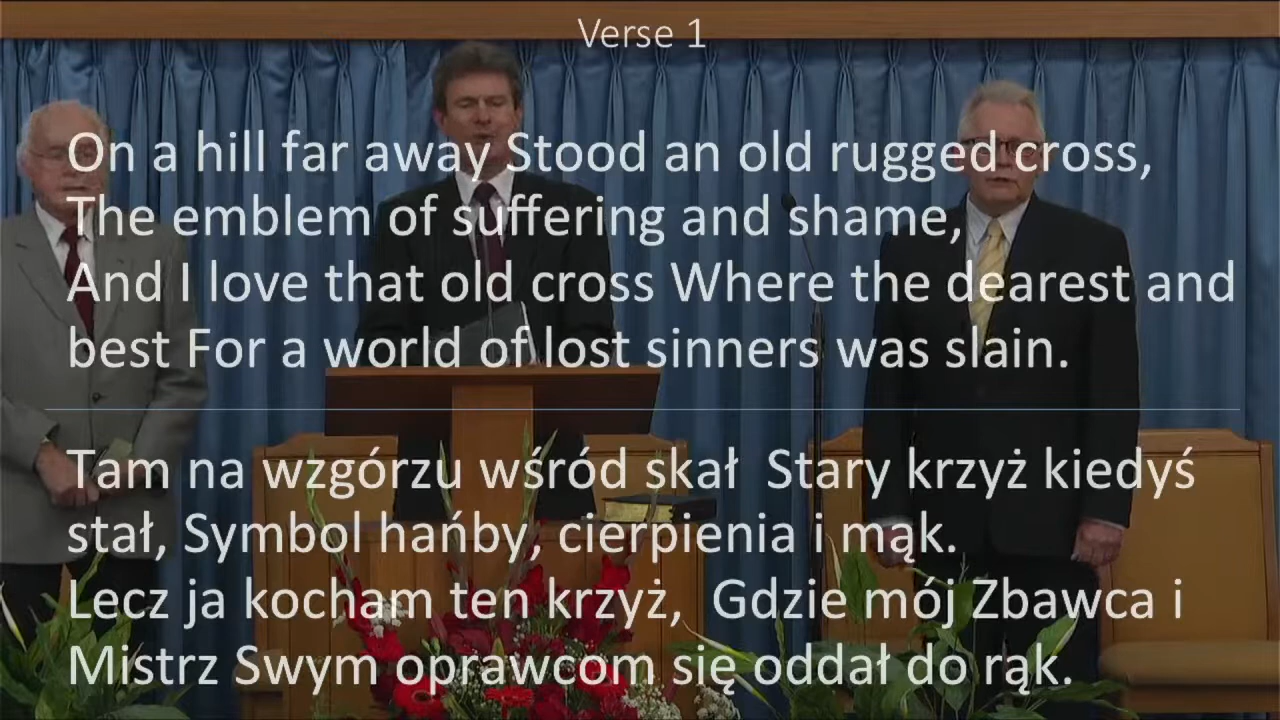 Verse 1
On a hill far away Stood an old rugged cross,
The emblem of suffering and shame,
And I love that old cross Where the dearest and
best For a world of lost sinners was slain.
Tam na wzgórzu wśród skał  Stary krzyż kiedyś
stał, Symbol hańby, cierpienia i mąk.
Lecz ja kocham ten krzyż,  Gdzie mój Zbawca i
Mistrz Swym oprawcom się oddał do rąk.